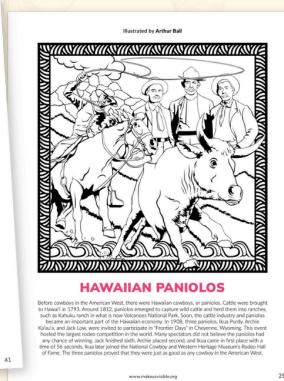 Illustrated by Arthur Ball
HAWAIIAN PANIOLOS
Before cowboys in the American West, there were Hawaiian cowboys, or paniolos. Cattle were brought
to Hawai'i in 1793. Around 1812, paniolos emerged to capture wild cattle and herd them into ranches,
such as Kahuku ranch in what is now Volcanoes National Park. Soon, the cattle industry and paniolos
became an important part of the Hawaiian economy. In 1908, three paniolos, Ikua Purdy, Archie
Ka'au'a, and Jack Low, were invited to participate in "Frontier Days" in Cheyenne, Wyoming. This event
hosted the largest rodeo competition in the world. Many spectators did not believe the paniolos had
any chance of winning. Jack finished sixth, Archie placed second, and Ikua came in first place with a
time of 56 seconds. Ikua later joined the National Cowboy and Western Heritage Museum's Rodeo Hall
of Fame. The three paniolos proved that they were just as good as any cowboy in the American West.
61
www.makeusvisible.org
25